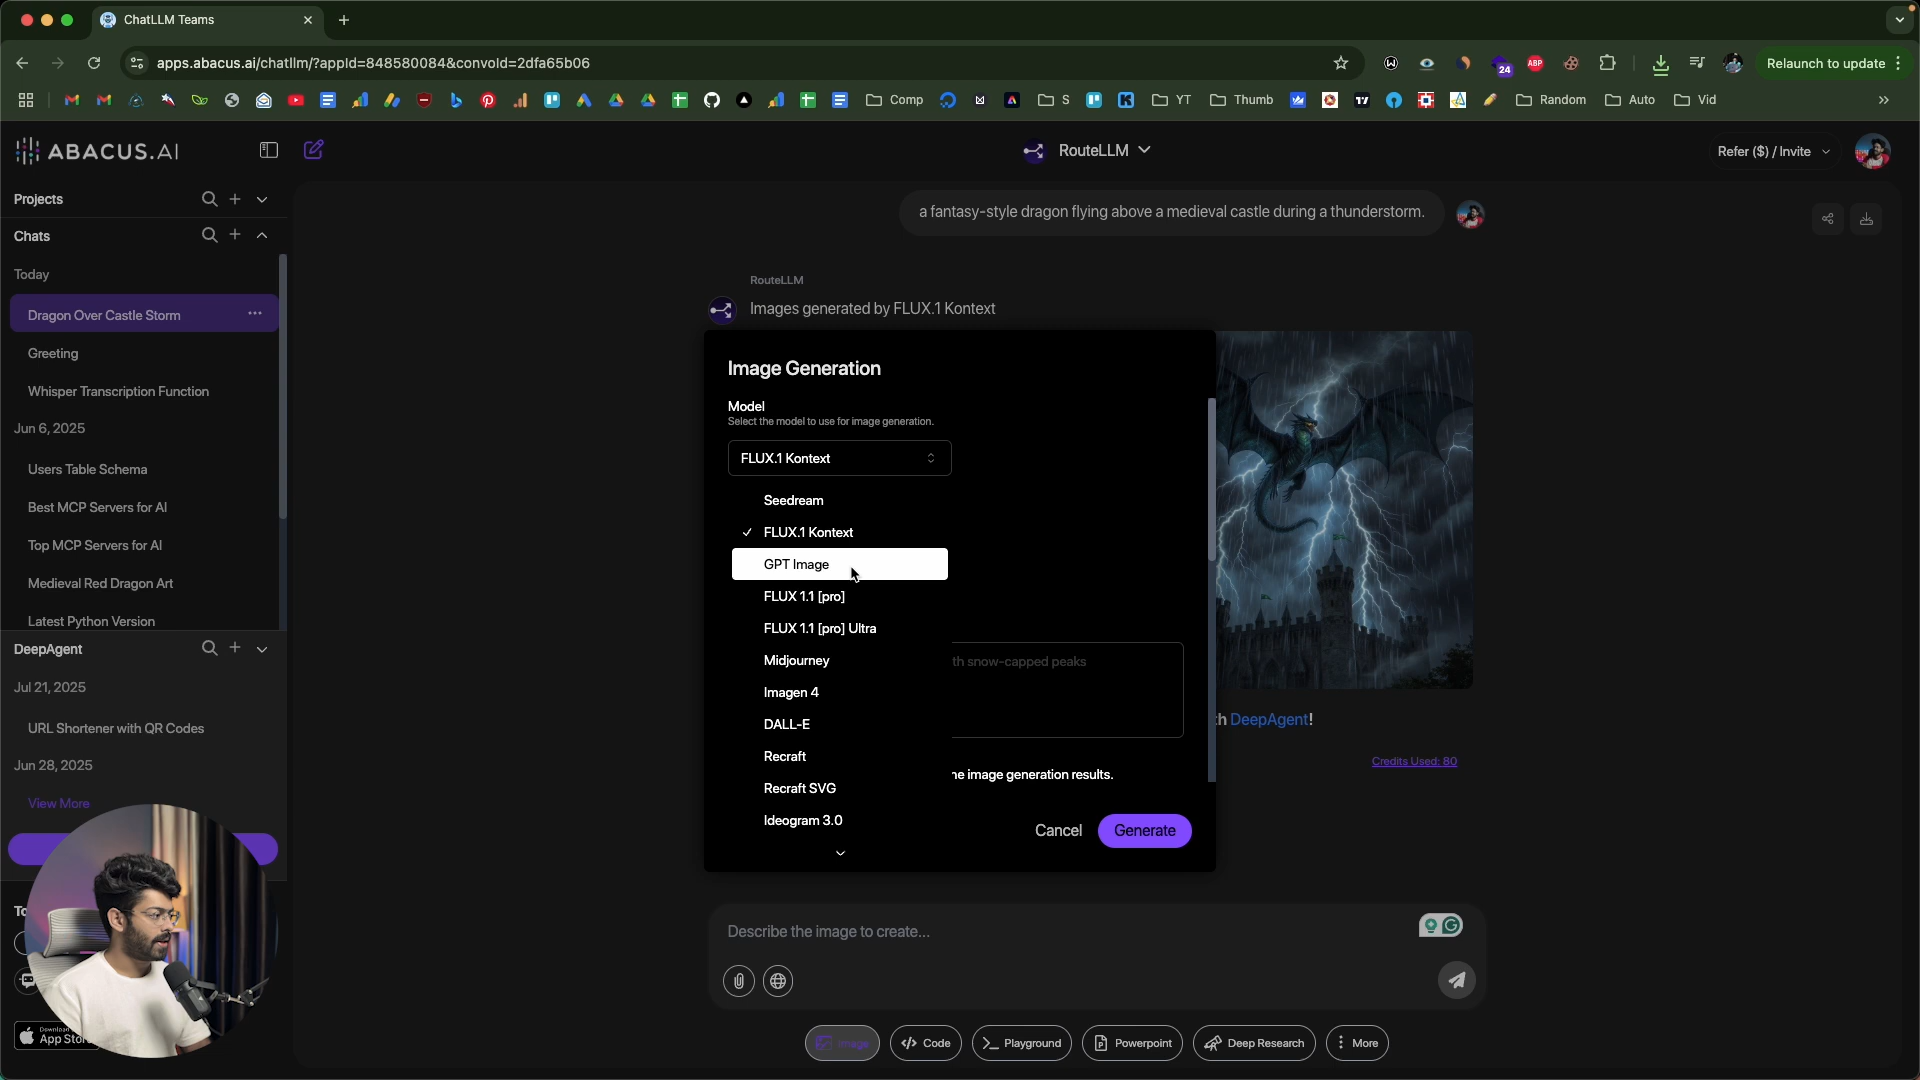 ChatLLM Teams
apps.abacus.ai/chatllm/?appId=848580084&convoId=2dfa65b06
24
ABP
Relaunch to update
Comp
S
YT
Thumb
Random
Auto
Vid
ABACUS.AI
RouteLLM
Refer ($) / Invite
Projects
Chats
Today
Dragon Over Castle Storm
Greeting
Whisper Transcription Function
Jun 6, 2025
Users Table Schema
Best MCP Servers for AI
Top MCP Servers for AI
Medieval Red Dragon Art
Latest Python Version
DeepAgent
Jul 21, 2025
URL Shortener with QR Codes
Jun 28, 2025
View More
To
Download
App Stor
a fantasy-style dragon flying above a medieval castle during a thunderstorm.
RouteLLM
Images generated by FLUX.1 Kontext
Image Generation
Model
Select the model to use for image generation.
FLUX.1 Kontext
Seedream
FLUX.1 Kontext
GPT Image
FLUX 1.1 [pro]
FLUX 1.1 [pro] Ultra
Midjourney
Imagen 4
DALL-E
Recraft
Recraft SVG
Ideogram 3.0
th snow-capped peaks
ne image generation results.
Cancel
Generate
th DeepAgent!
Credits Used: 80
Describe the image to create...
Image
Code
Playground
Powerpoint
Deep Research
More